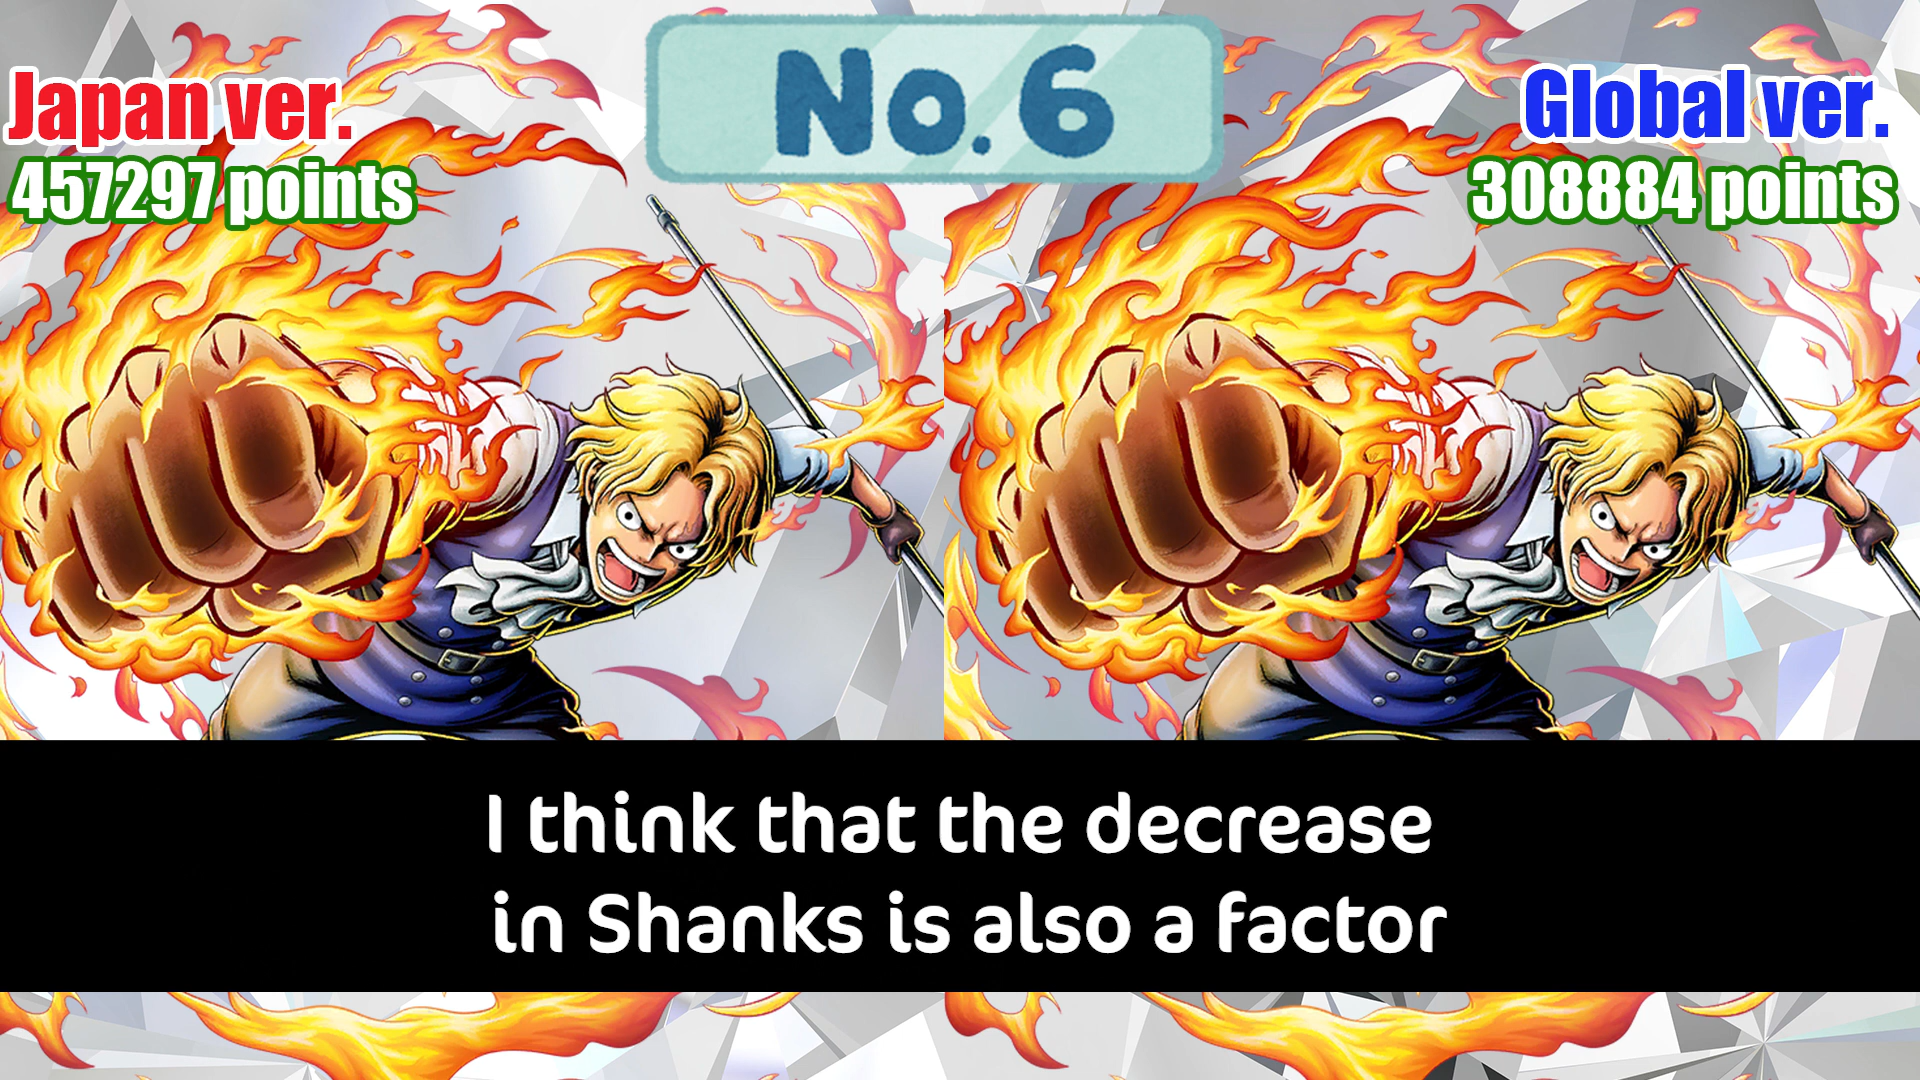 No. 6
Japan ver.
457297 points
Global ver.
308884 points
I think that the decrease
in Shanks is also a factor